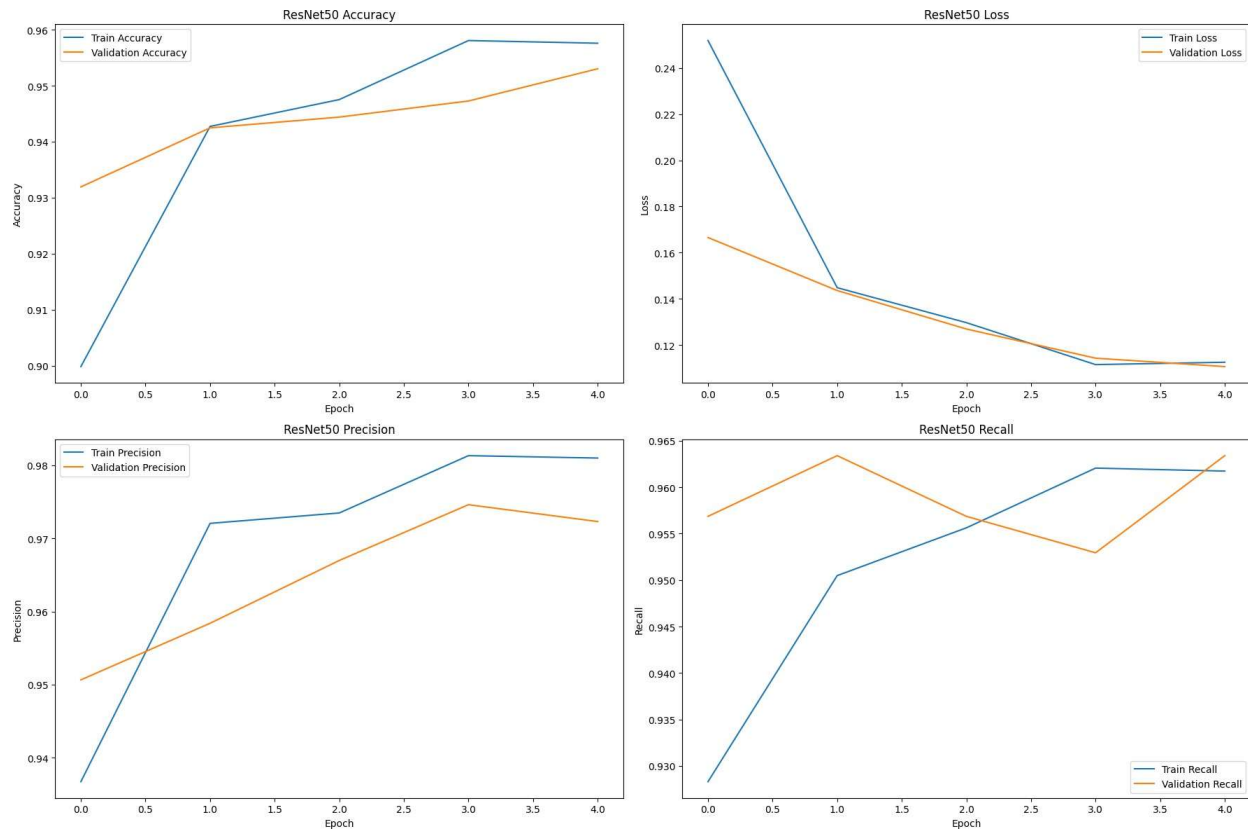 ResNet50 Accuracy
Train Accuracy
Validation Accuracy
0.96
0.95
0.94
0.93
0.92
0.91
0.90
Accuracy
0.0 0.5 1.0 1.5 2.0 2.5 3.0 3.5 4.0
Epoch
ResNet50 Loss
Train Loss
Validation Loss
0.24
0.22
0.20
0.18
0.16
0.14
0.12
Loss
0.0 0.5 1.0 1.5 2.0 2.5 3.0 3.5 4.0
Epoch
ResNet50 Precision
Train Precision
Validation Precision
0.98
0.97
0.96
0.95
0.94
Precision
0.0 0.5 1.0 1.5 2.0 2.5 3.0 3.5 4.0
Epoch
ResNet50 Recall
0.965
0.960
0.955
0.950
0.945
0.940
0.935
0.930
Recall
Train Recall
Validation Recall
0.0 0.5 1.0 1.5 2.0 2.5 3.0 3.5 4.0
Epoch